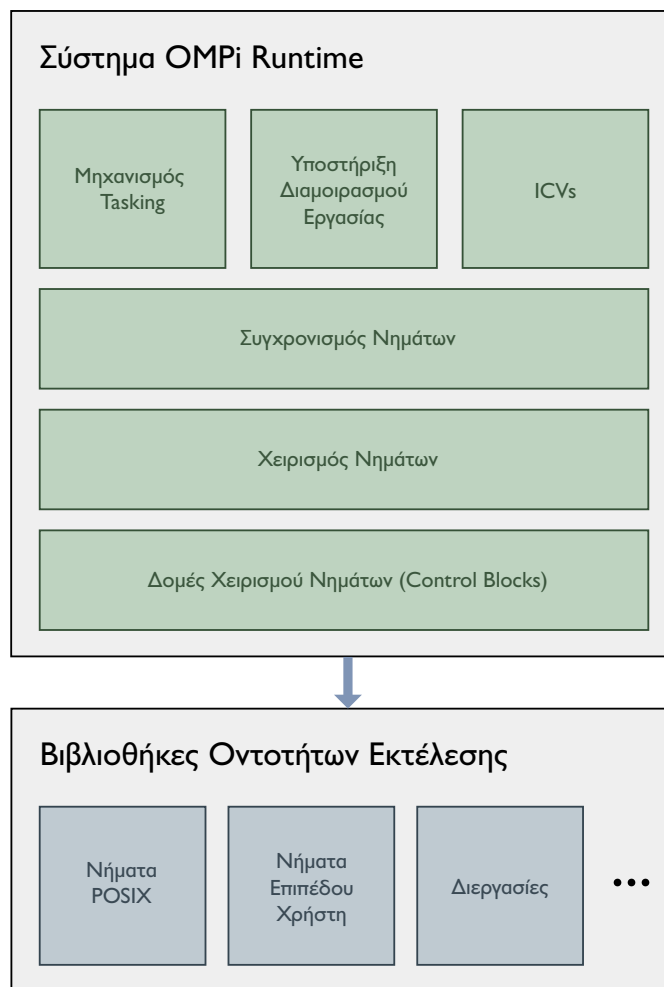 Σύστημα OMPi Runtime
Μηχανισμός
Tasking
Υποστήριξη
Διαμοιρασμού
Εργασίας
ICVs
Συγχρονισμός Νημάτων
Χειρισμός Νημάτων
Δομές Χειρισμού Νημάτων (Control Blocks)
Βιβλιοθήκες Οντοτήτων Εκτέλεσης
Νήματα
POSIX
Νήματα
Επιπέδου
Χρήστη
Διεργασίες
...